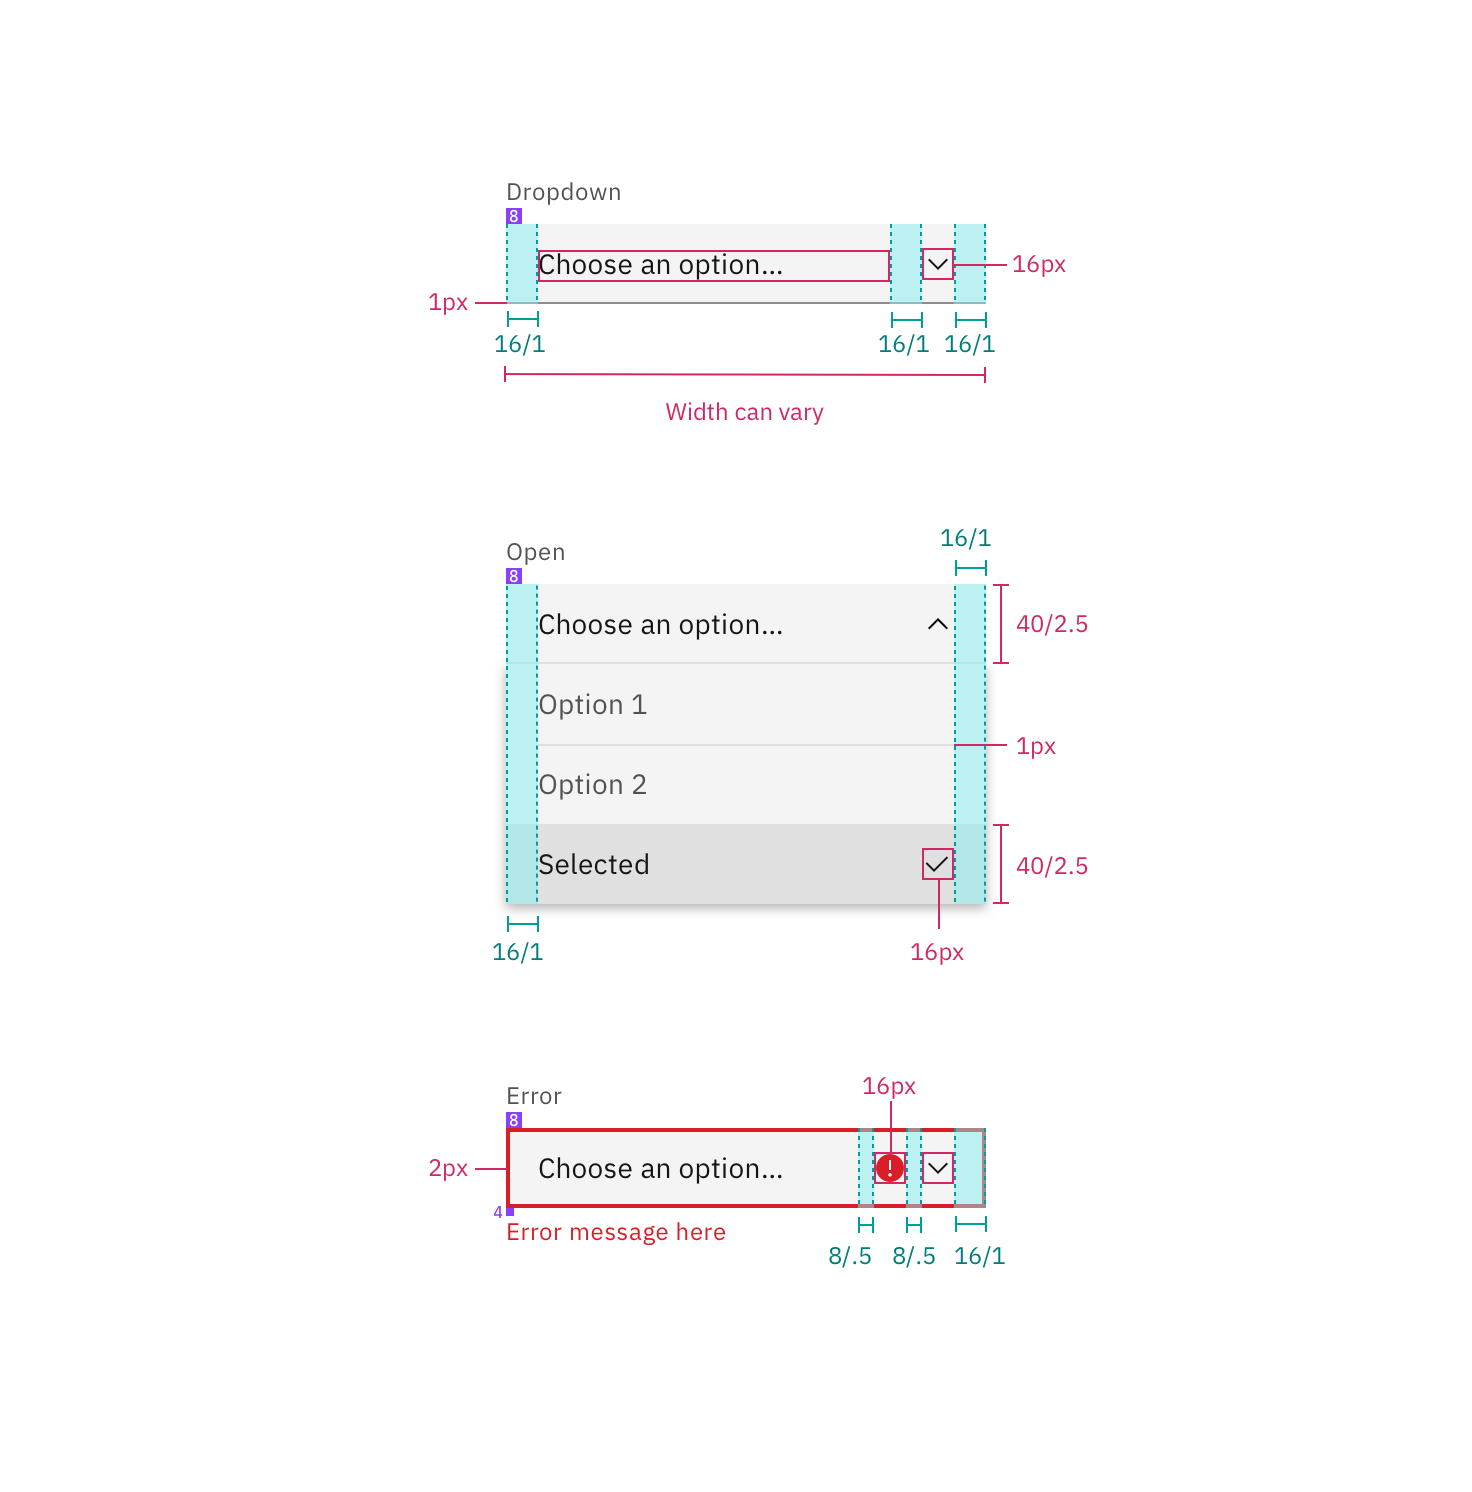 Dropdown
8
Choose an option...
16px
1px
16/1
16/1
16/1
Width can vary
16/1
Open
8
Choose an option...
40/2.5
Option 1
1px
Option 2
Selected
40/2.5
16/1
16px
16px
Error
8
Choose an option...
2px
4
Error message here
8/.5
8/.5
16/1